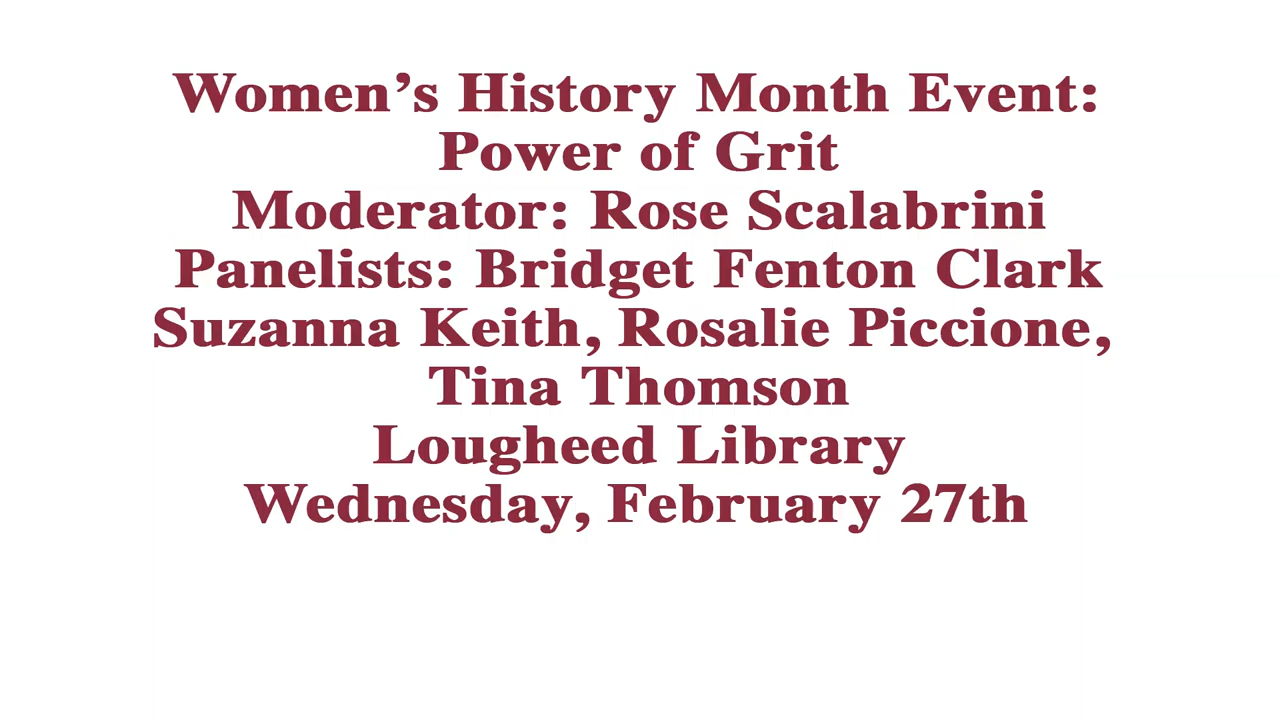 Women’s History Month Event:
Power of Grit
Moderator: Rose Scalabrini
Panelists: Bridget Fenton Clark
Suzanna Keith, Rosalie Piccione,
Tina Thomson
Lougheed Library
Wednesday, February 27th